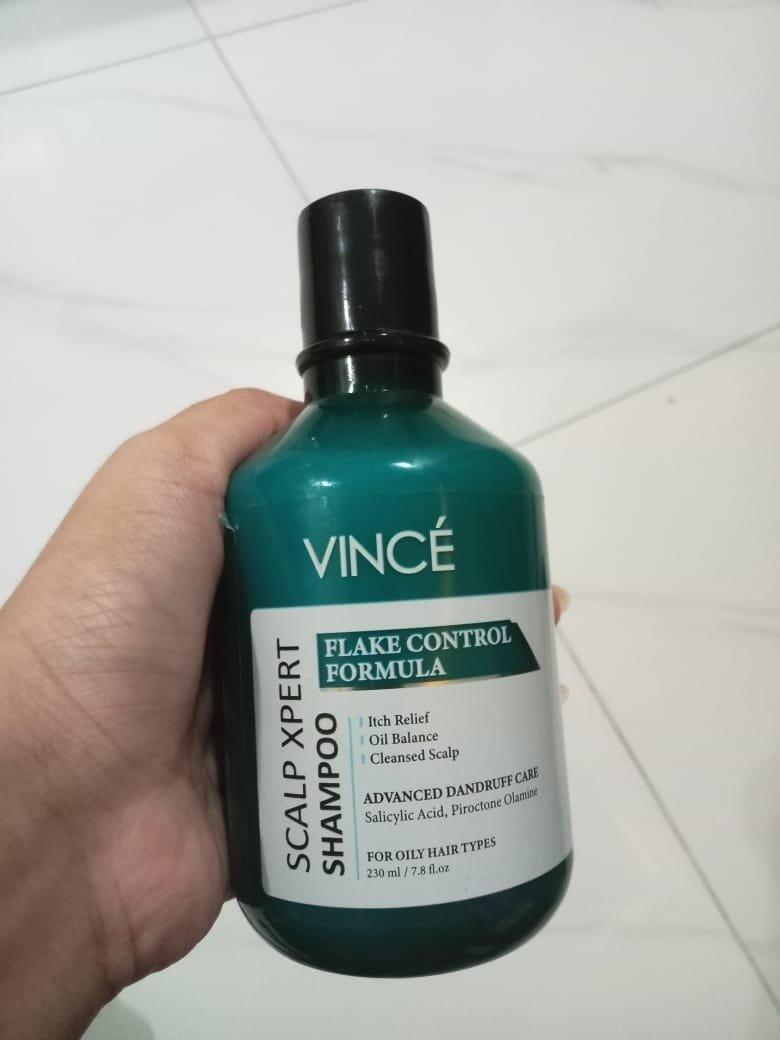 VINCÉ
SCALP XPERT
SHAMPOO
FLAKE CONTROL
FORMULA
Itch Relief
Oil Balance
Cleansed Scalp
ADVANCED DANDRUFF CARE
Salicylic Acid, Piroctone Olamine
FOR OILY HAIR TYPES
230 ml / 7.8 fl.oz